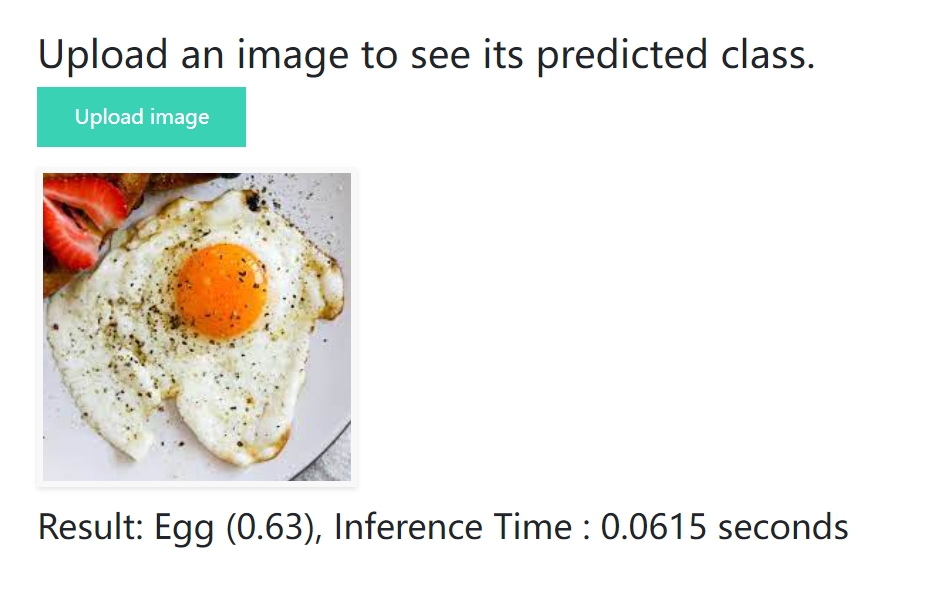 Upload an image to see its predicted class.
Upload image
Result: Egg (0.63), Inference Time : 0.0615 seconds